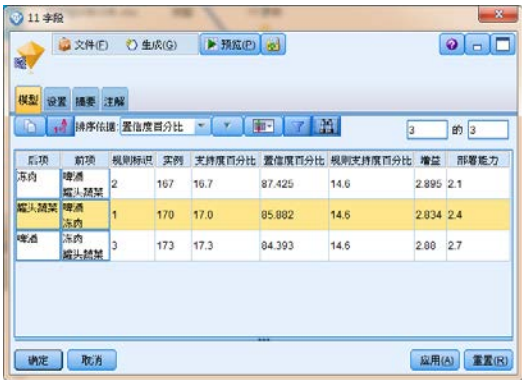 11 字段
文件(F) 生成(G) 预览(P)
模型 设置 摘要 注解
排序依据: 置信度百分比 3 的 3
后项 前项 规则标识 实例 支持度百分比 置信度百分比 规则支持度百分比 增益 部署能力
冻肉 啤酒 罐头蔬菜 2 167 16.7 87.425 14.6 2.895 2.1
罐头蔬菜 啤酒 冻肉 1 170 17.0 85.882 14.6 2.834 2.4
啤酒 冻肉 罐头蔬菜 3 173 17.3 84.393 14.6 2.88 2.7
确定 取消 应用(A) 重置(R)